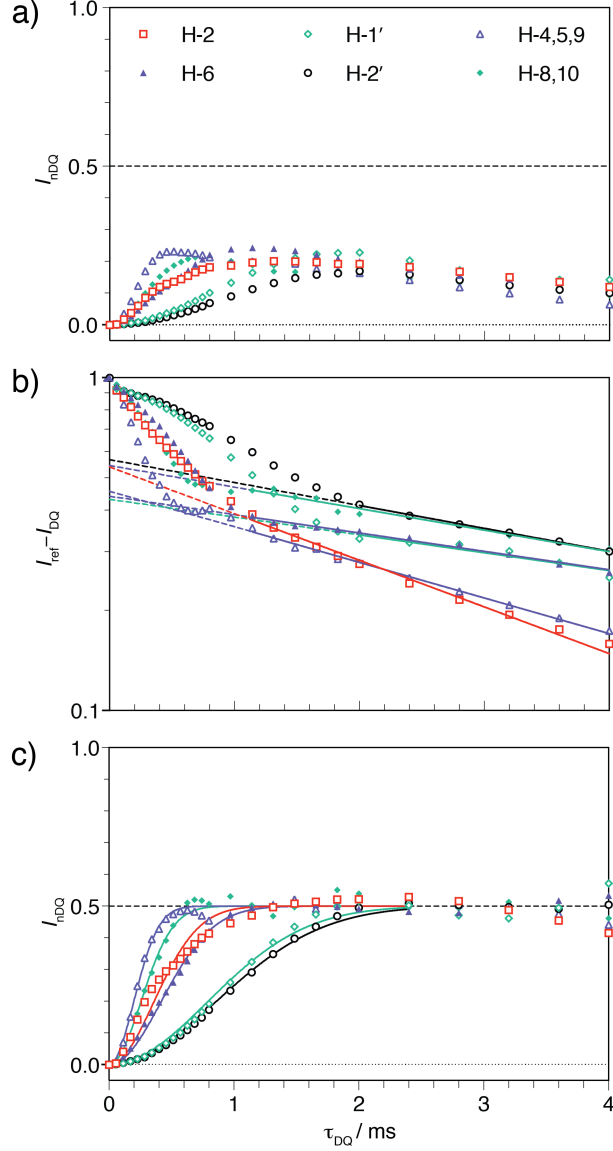 a)
1.0
H-2 H-1′ H-4,5,9
H-6 H-2′ H-8,10
0.5
InDQ
0.0
b)
1
Iref–IDQ
0.1
c)
1.0
0.5
InDQ
0.0
0 1 2 3 4
τDQ / ms